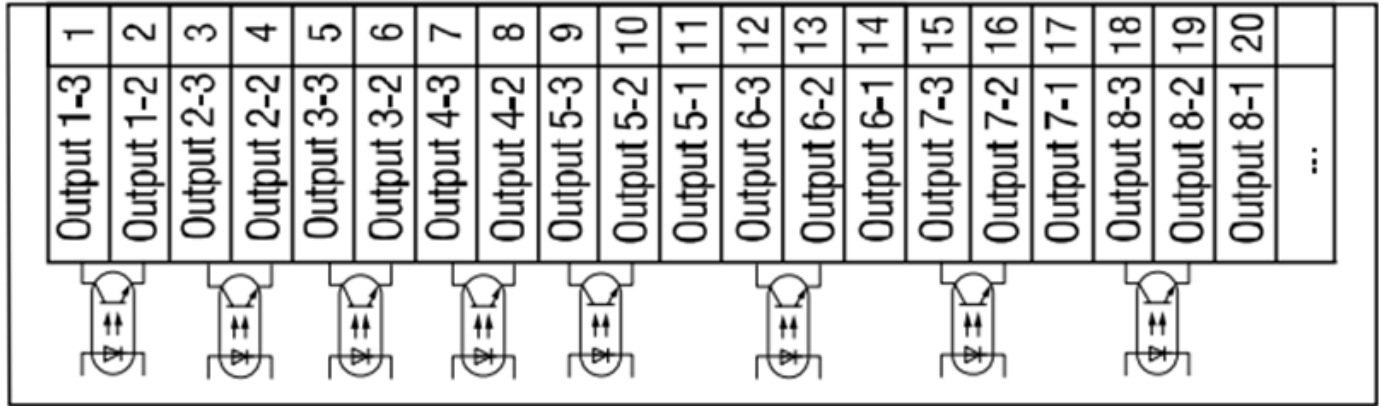 1 2 3 4 5 6 7 8 9 10 11 12 13 14 15 16 17 18 19 20
Output 1-3
Output 1-2
Output 2-3
Output 2-2
Output 3-3
Output 3-2
Output 4-3
Output 4-2
Output 5-3
Output 5-2
Output 5-1
Output 6-3
Output 6-2
Output 6-1
Output 7-3
Output 7-2
Output 7-1
Output 8-3
Output 8-2
Output 8-1
...